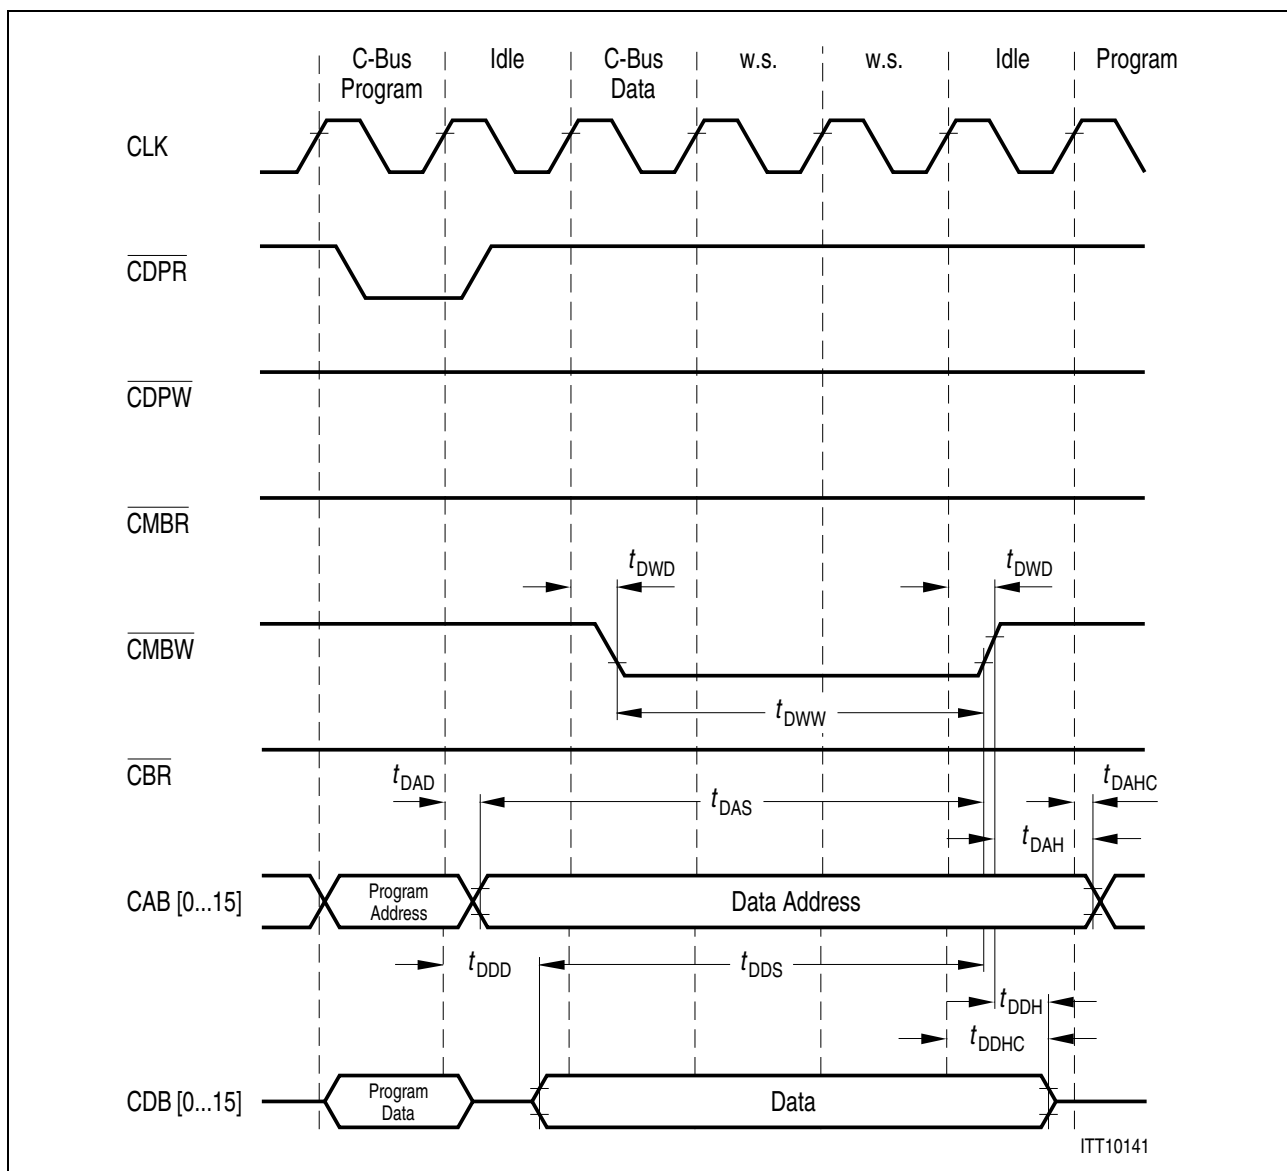 C-Bus Program
Idle
C-Bus Data
w.s.
w.s.
Idle
Program
CLK
CDPR
CDPW
CMBR
tDWD
tDWD
CMBW
tDWW
CBR
tDAD
tDAS
tDAHC
tDAH
CAB [0...15]
Program Address
Data Address
tDDD
tDDS
tDDH
tDDHC
CDB [0...15]
Program Data
Data
ITT10141